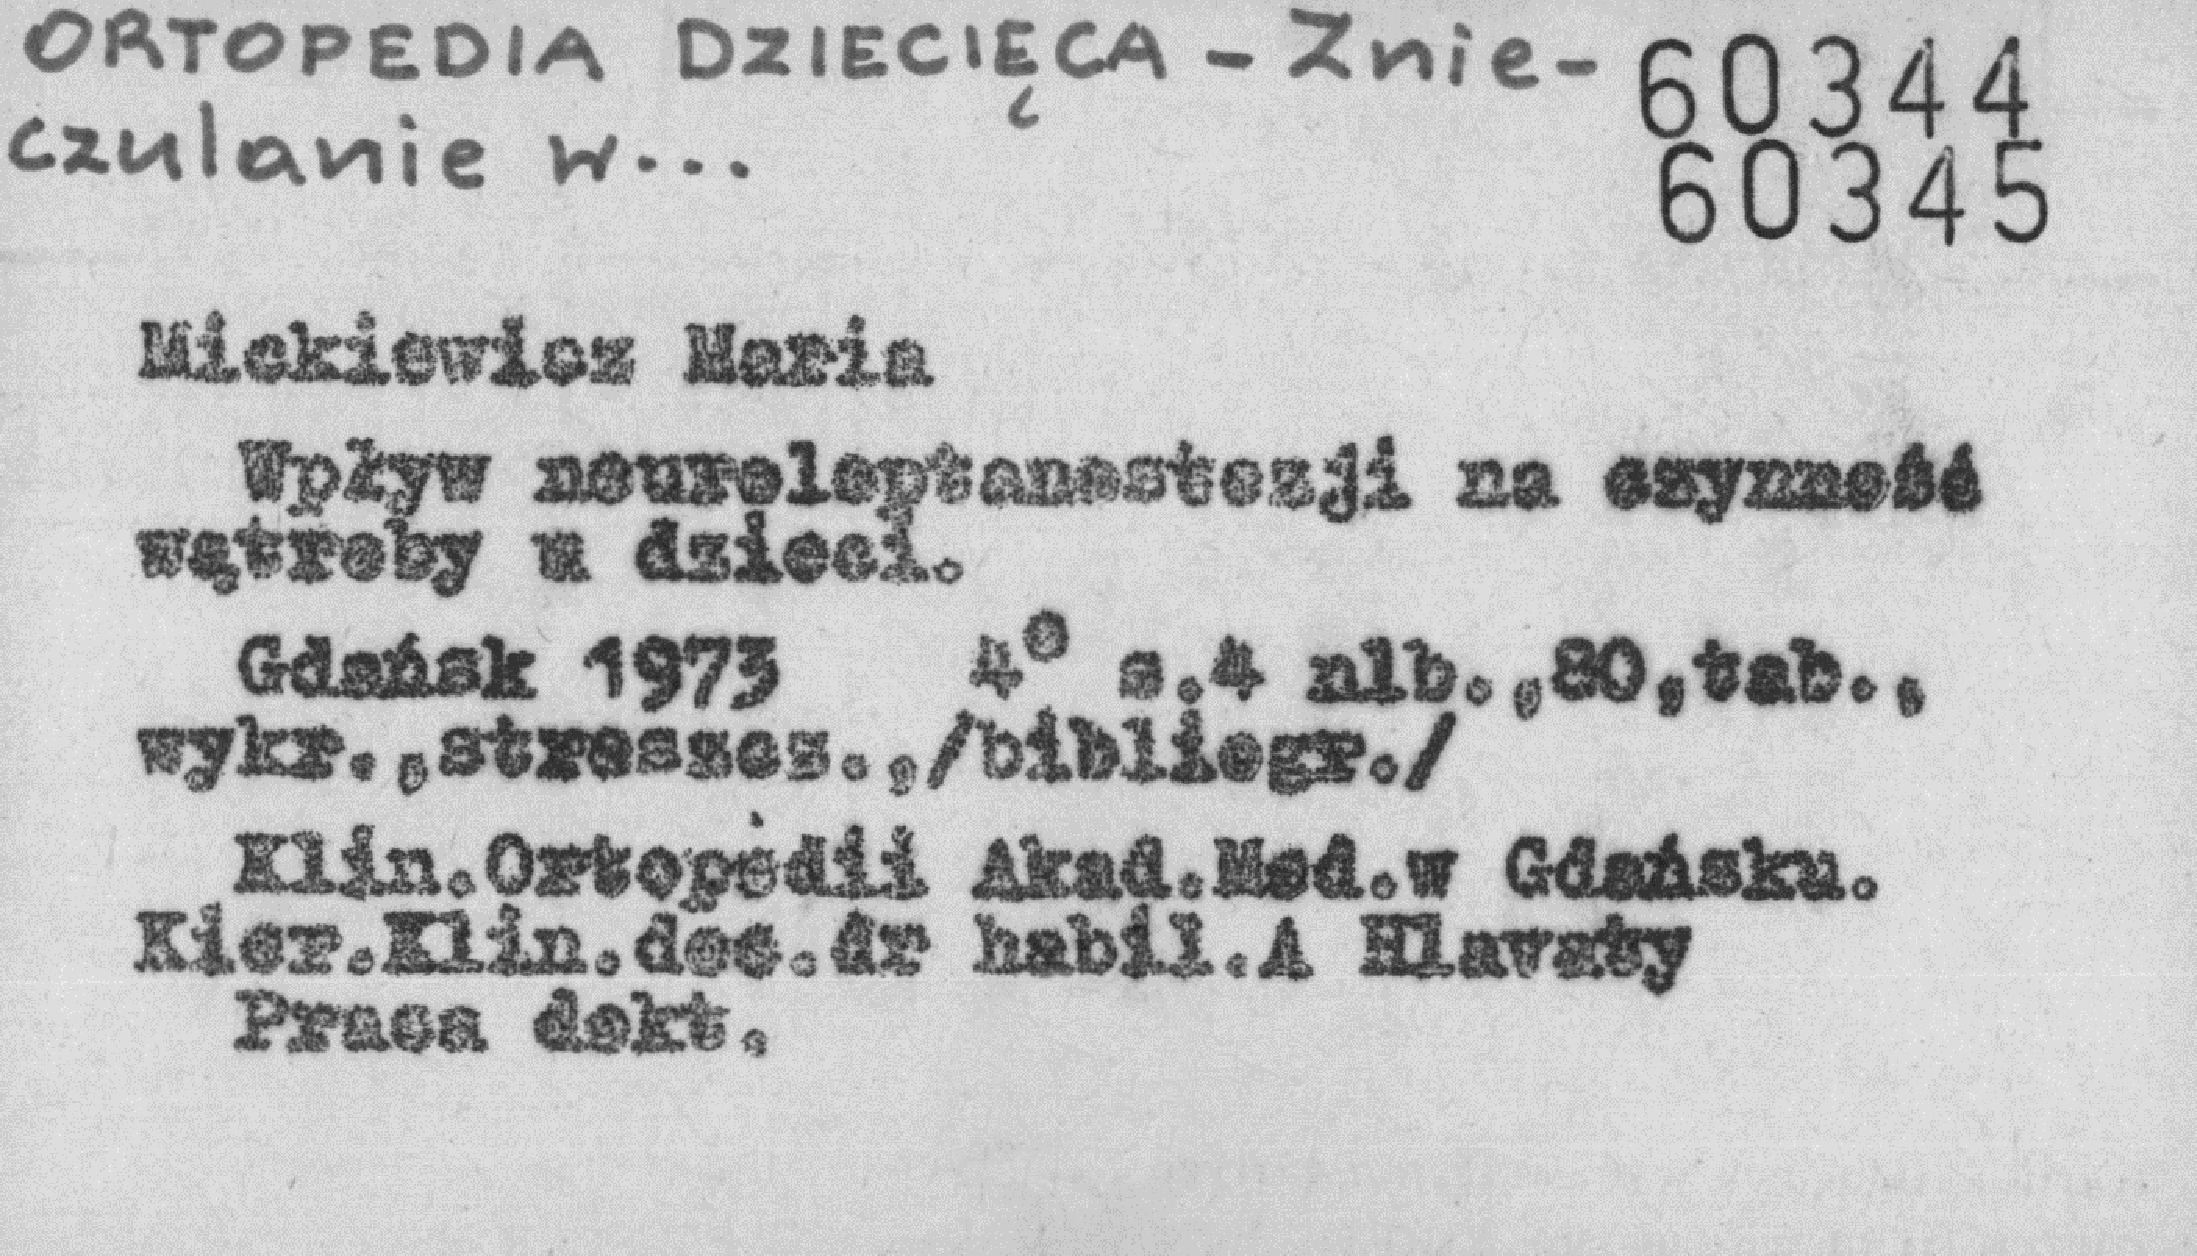 ORTOPEDIA DZIECIĘCA - Znie-
czulanie w...
60344
60345
Mickiewicz Maria
Wpływ neuroleptanestezji na czynność
wątroby u dzieci.
Gdańsk 1973 4° s.4 nlb.,80,tab.,
wykr.,streszcz.,/bibliogr./
Klin.Ortopedii Akad.Med.w Gdańsku.
Kier.Klin.doc.dr habil.A Hlavaty
Praca dokt.